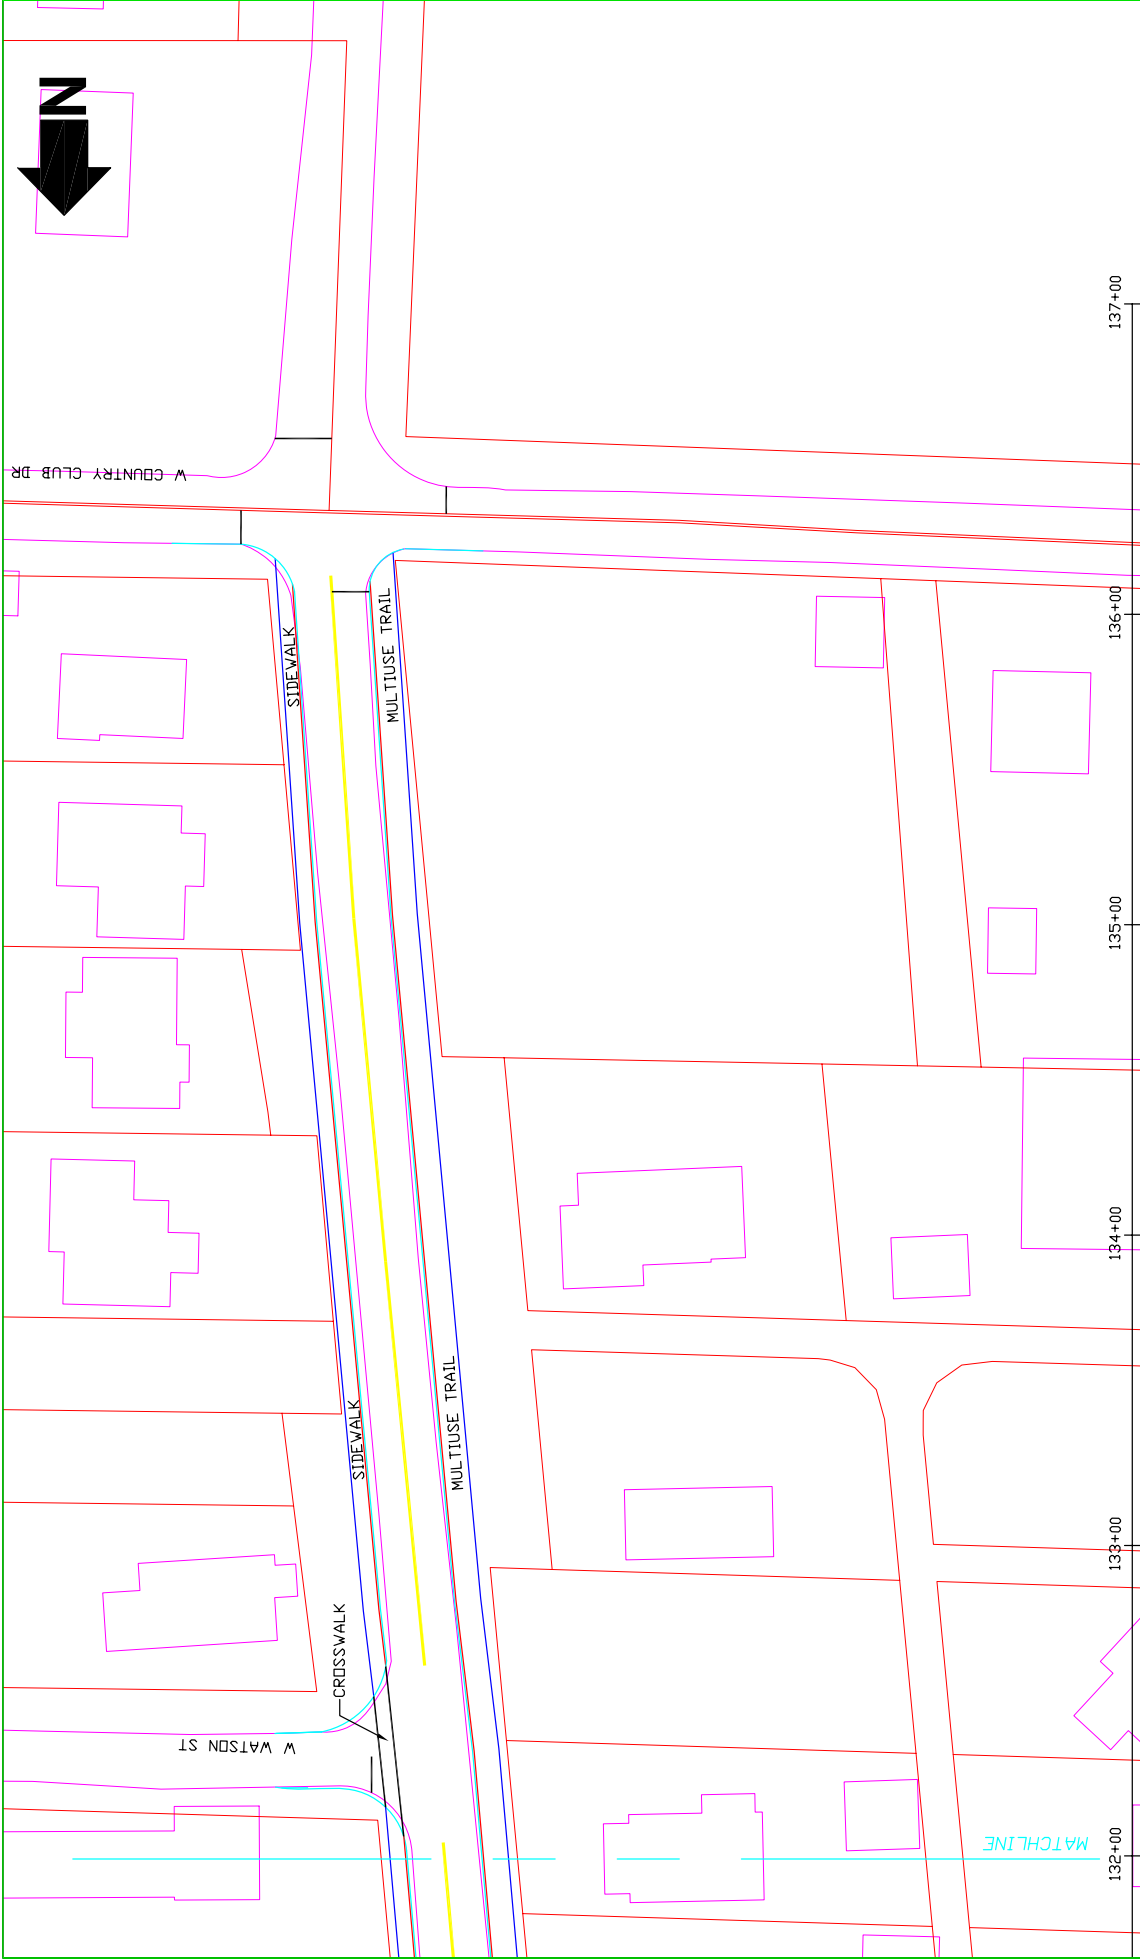 N
W COUNTRY CLUB DR
137+00
136+00
SIDEWALK
MULTIUSE TRAIL
135+00
134+00
SIDEWALK
MULTIUSE TRAIL
133+00
CROSSWALK
W WATSON ST
MATCHLINE
132+00